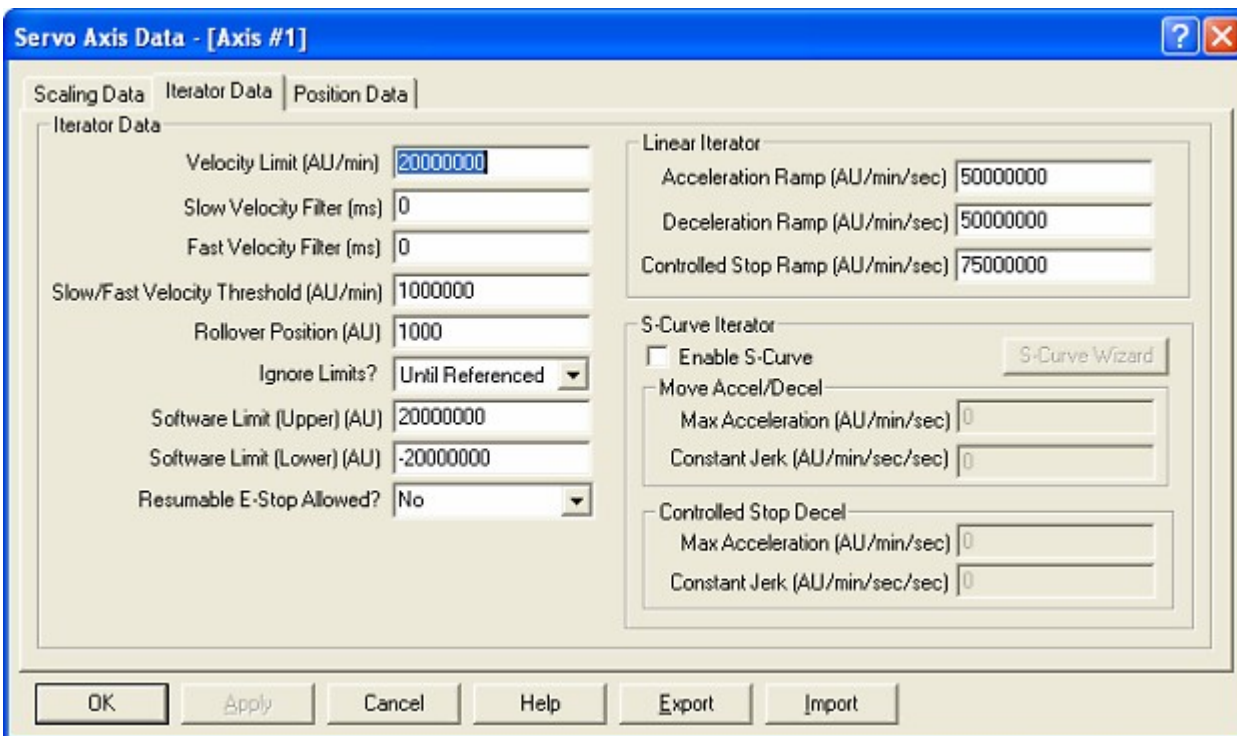 Servo Axis Data - [Axis #1]
Scaling Data Iterator Data Position Data
Iterator Data
Velocity Limit (AU/min) 20000000
Slow Velocity Filter (ms) 0
Fast Velocity Filter (ms) 0
Slow/Fast Velocity Threshold (AU/min) 1000000
Rollover Position (AU) 1000
Ignore Limits? Until Referenced
Software Limit (Upper) (AU) 20000000
Software Limit (Lower) (AU) -20000000
Resumable E-Stop Allowed? No
Linear Iterator
Acceleration Ramp (AU/min/sec) 50000000
Deceleration Ramp (AU/min/sec) 50000000
Controlled Stop Ramp (AU/min/sec) 75000000
S-Curve Iterator
Enable S-Curve S-Curve Wizard
Move Accel/Decel
Max Acceleration (AU/min/sec) 0
Constant Jerk (AU/min/sec/sec) 0
Controlled Stop Decel
Max Acceleration (AU/min/sec) 0
Constant Jerk (AU/min/sec/sec) 0
OK Apply Cancel Help Export Import